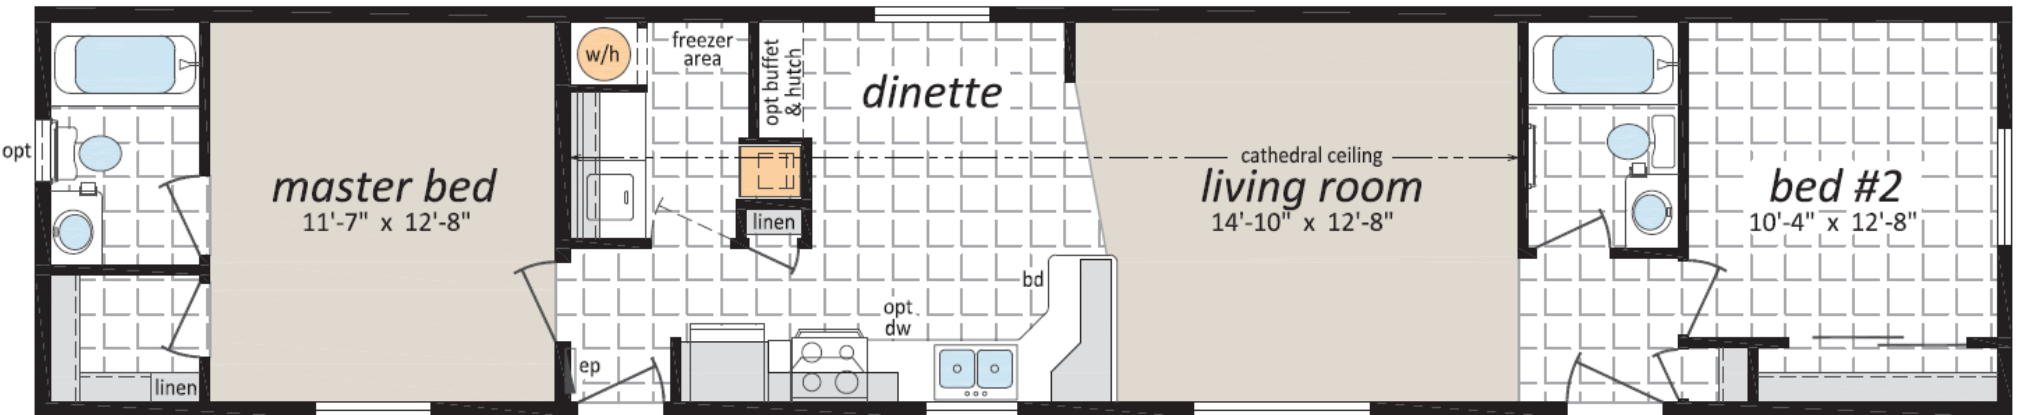 opt
master bed
11'-7" x 12'-8"
linen
w/h
freezer
area
opt buffet
& hutch
dinette
linen
ep
opt
dw
bd
cathedral ceiling
living room
14'-10" x 12'-8"
bed #2
10'-4" x 12'-8"